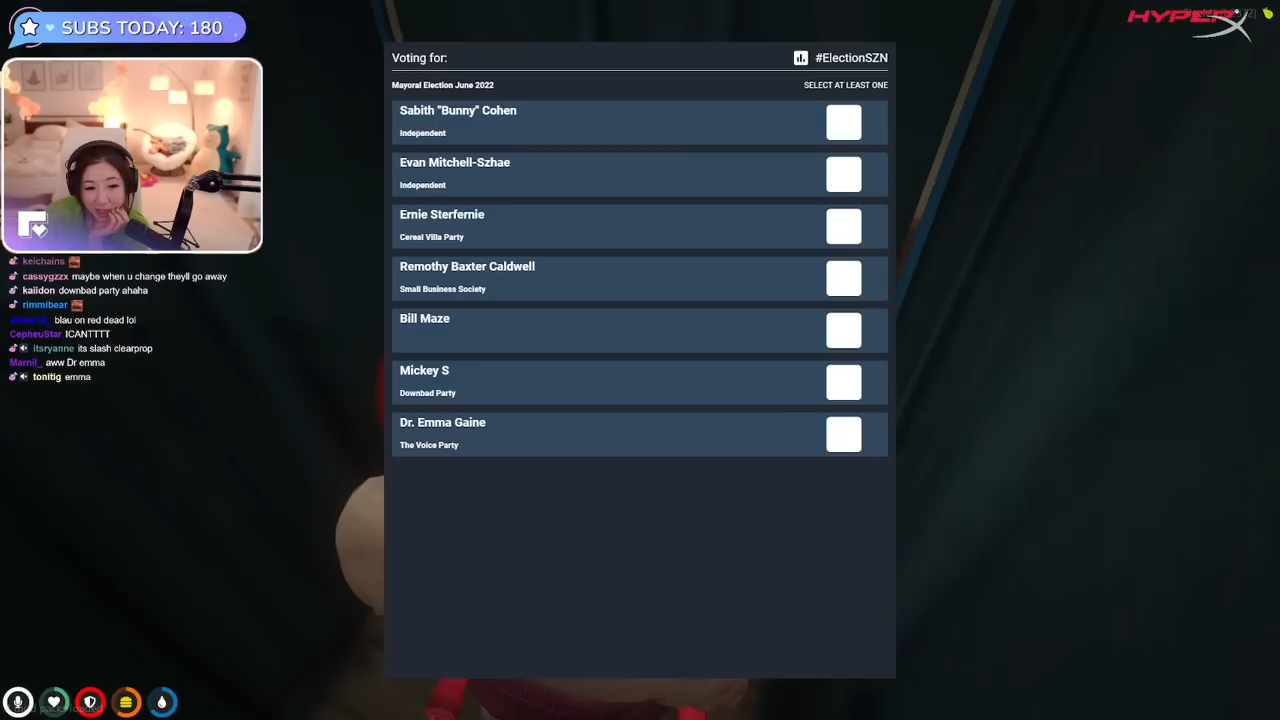 SUBS TODAY: 180
HYPERX
Voting for:
#ElectionSZN
Mayoral Election June 2022
SELECT AT LEAST ONE
Sabith "Bunny" Cohen
Independent
Evan Mitchell-Szhae
Independent
Ernie Sterfernie
Cereal Villa Party
Remothy Baxter Caldwell
Small Business Society
Bill Maze
Mickey S
Downbad Party
Dr. Emma Gaine
The Voice Party
keichains
cassygzzx maybe when u change theyll go away
kaiidon downbad party ahaha
rimmibear
blau on red dead lol
CepheuStar ICANTTTT
itsryanne its slash clearprop
Marnil_ aww Dr emma
tonitig emma